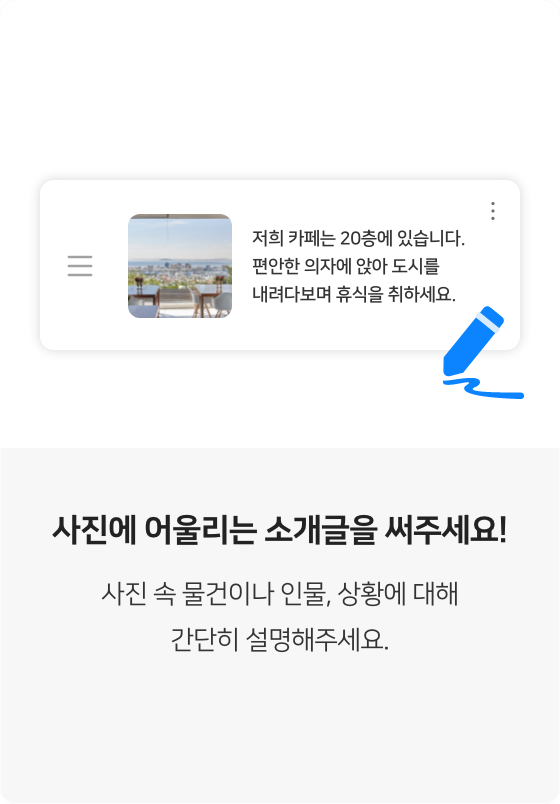 저희 카페는 20층에 있습니다.
편안한 의자에 앉아 도시를
내려다보며 휴식을 취하세요.
사진에 어울리는 소개글을 써주세요!
사진 속 물건이나 인물, 상황에 대해
간단히 설명해주세요.